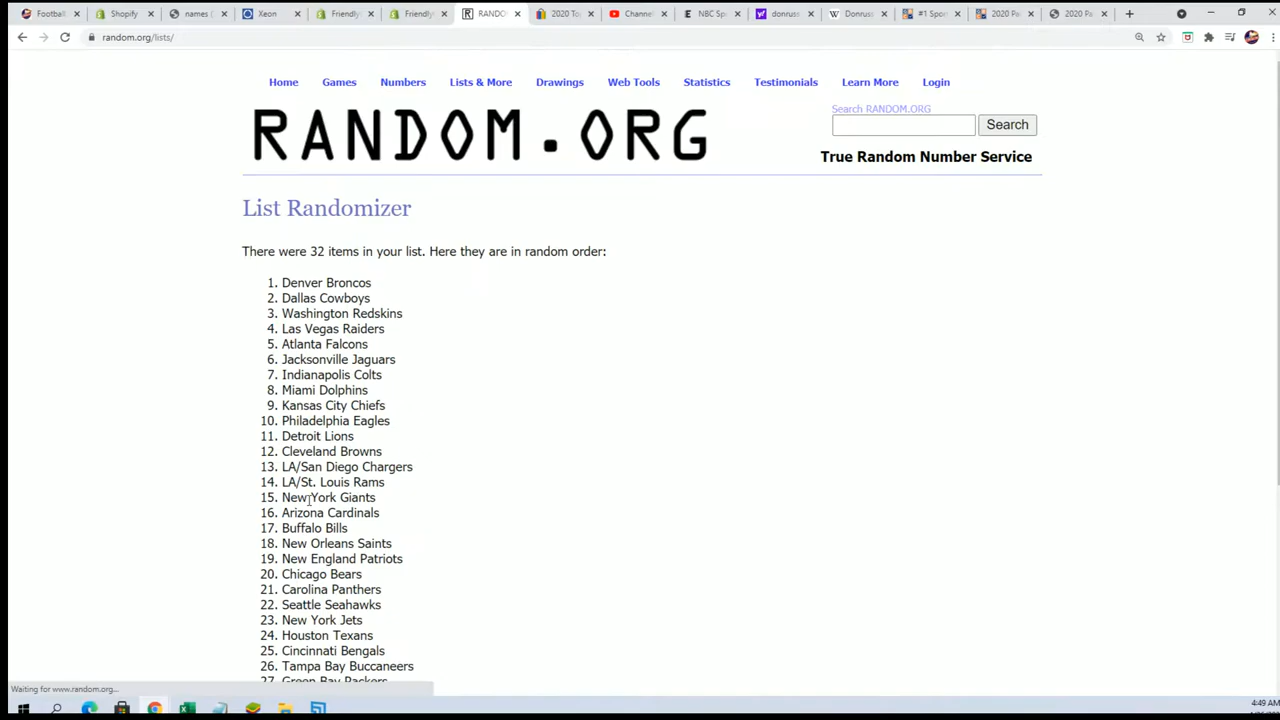 Football
Shopify
names (
Xeon
Friendly
Friendly
RANDO
2020 To
Channel
NBC Sp
donruss
Donruss
#1 Spor
2020 Pa
2020 Pa
random.org/lists/
Home Games Numbers Lists & More Drawings Web Tools Statistics Testimonials Learn More Login
RANDOM.ORG
Search RANDOM.ORG
Search
True Random Number Service
List Randomizer
There were 32 items in your list. Here they are in random order:
1. Denver Broncos
2. Dallas Cowboys
3. Washington Redskins
4. Las Vegas Raiders
5. Atlanta Falcons
6. Jacksonville Jaguars
7. Indianapolis Colts
8. Miami Dolphins
9. Kansas City Chiefs
10. Philadelphia Eagles
11. Detroit Lions
12. Cleveland Browns
13. LA/San Diego Chargers
14. LA/St. Louis Rams
15. New York Giants
16. Arizona Cardinals
17. Buffalo Bills
18. New Orleans Saints
19. New England Patriots
20. Chicago Bears
21. Carolina Panthers
22. Seattle Seahawks
23. New York Jets
24. Houston Texans
25. Cincinnati Bengals
26. Tampa Bay Buccaneers
27. Green Bay Packers
Waiting for www.random.org...
4:49 AM